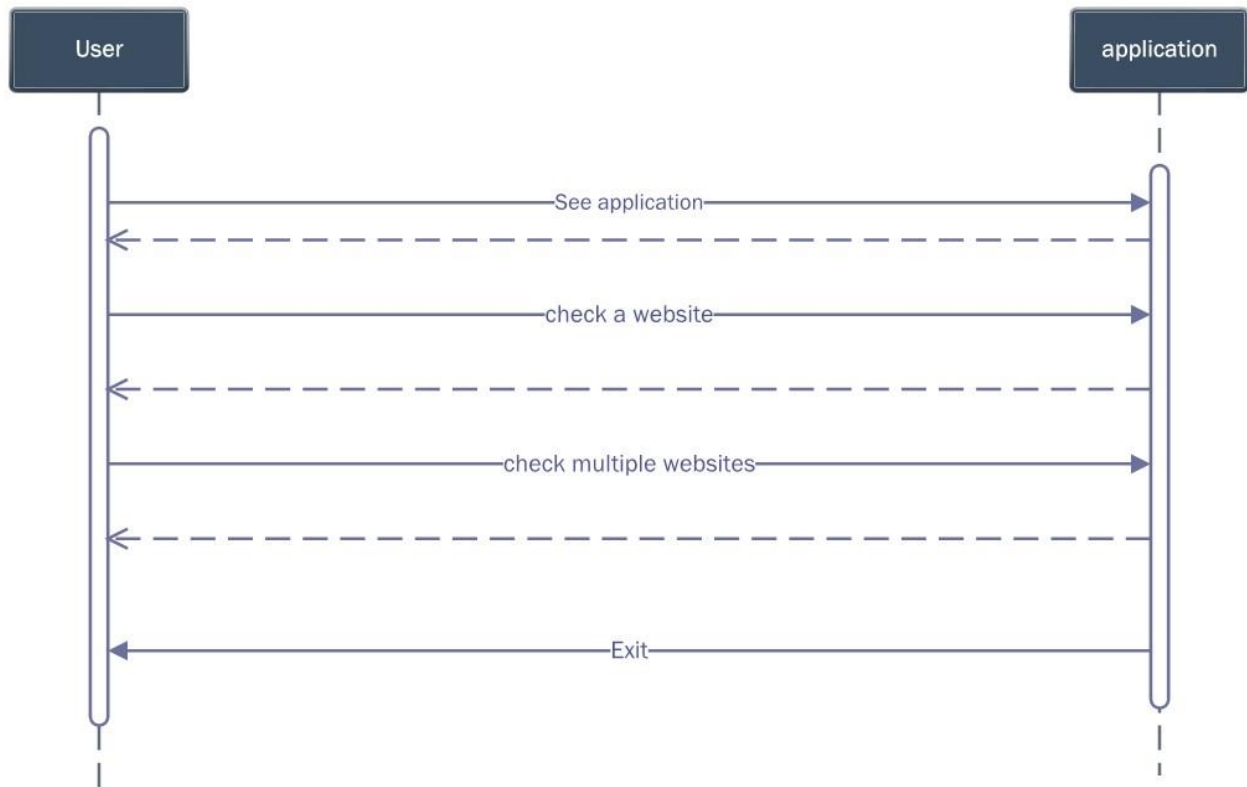 User
application
See application
check a website
check multiple websites
Exit